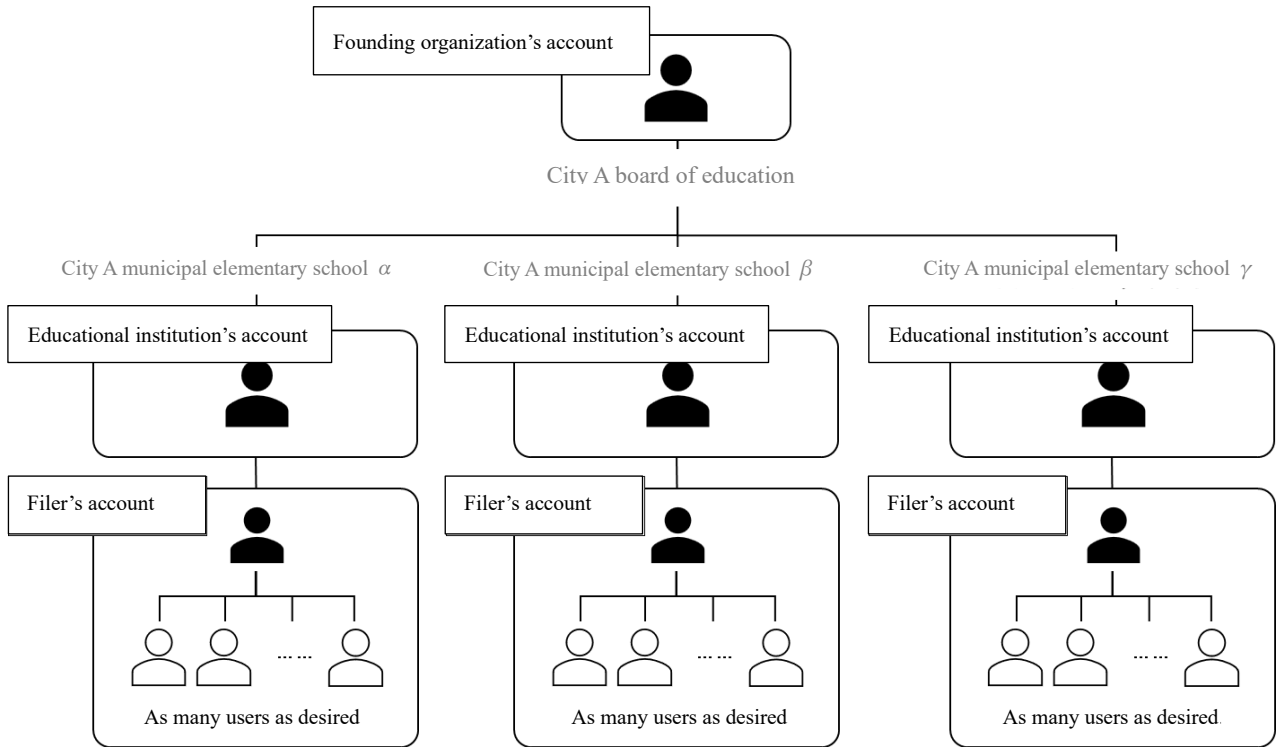 Founding organization's account
City A board of education
City A municipal elementary school α
City A municipal elementary school β
City A municipal elementary school γ
Educational institution's account
Educational institution's account
Educational institution's account
Filer's account
Filer's account
Filer's account
... ...
... ...
... ...
As many users as desired
As many users as desired
As many users as desired